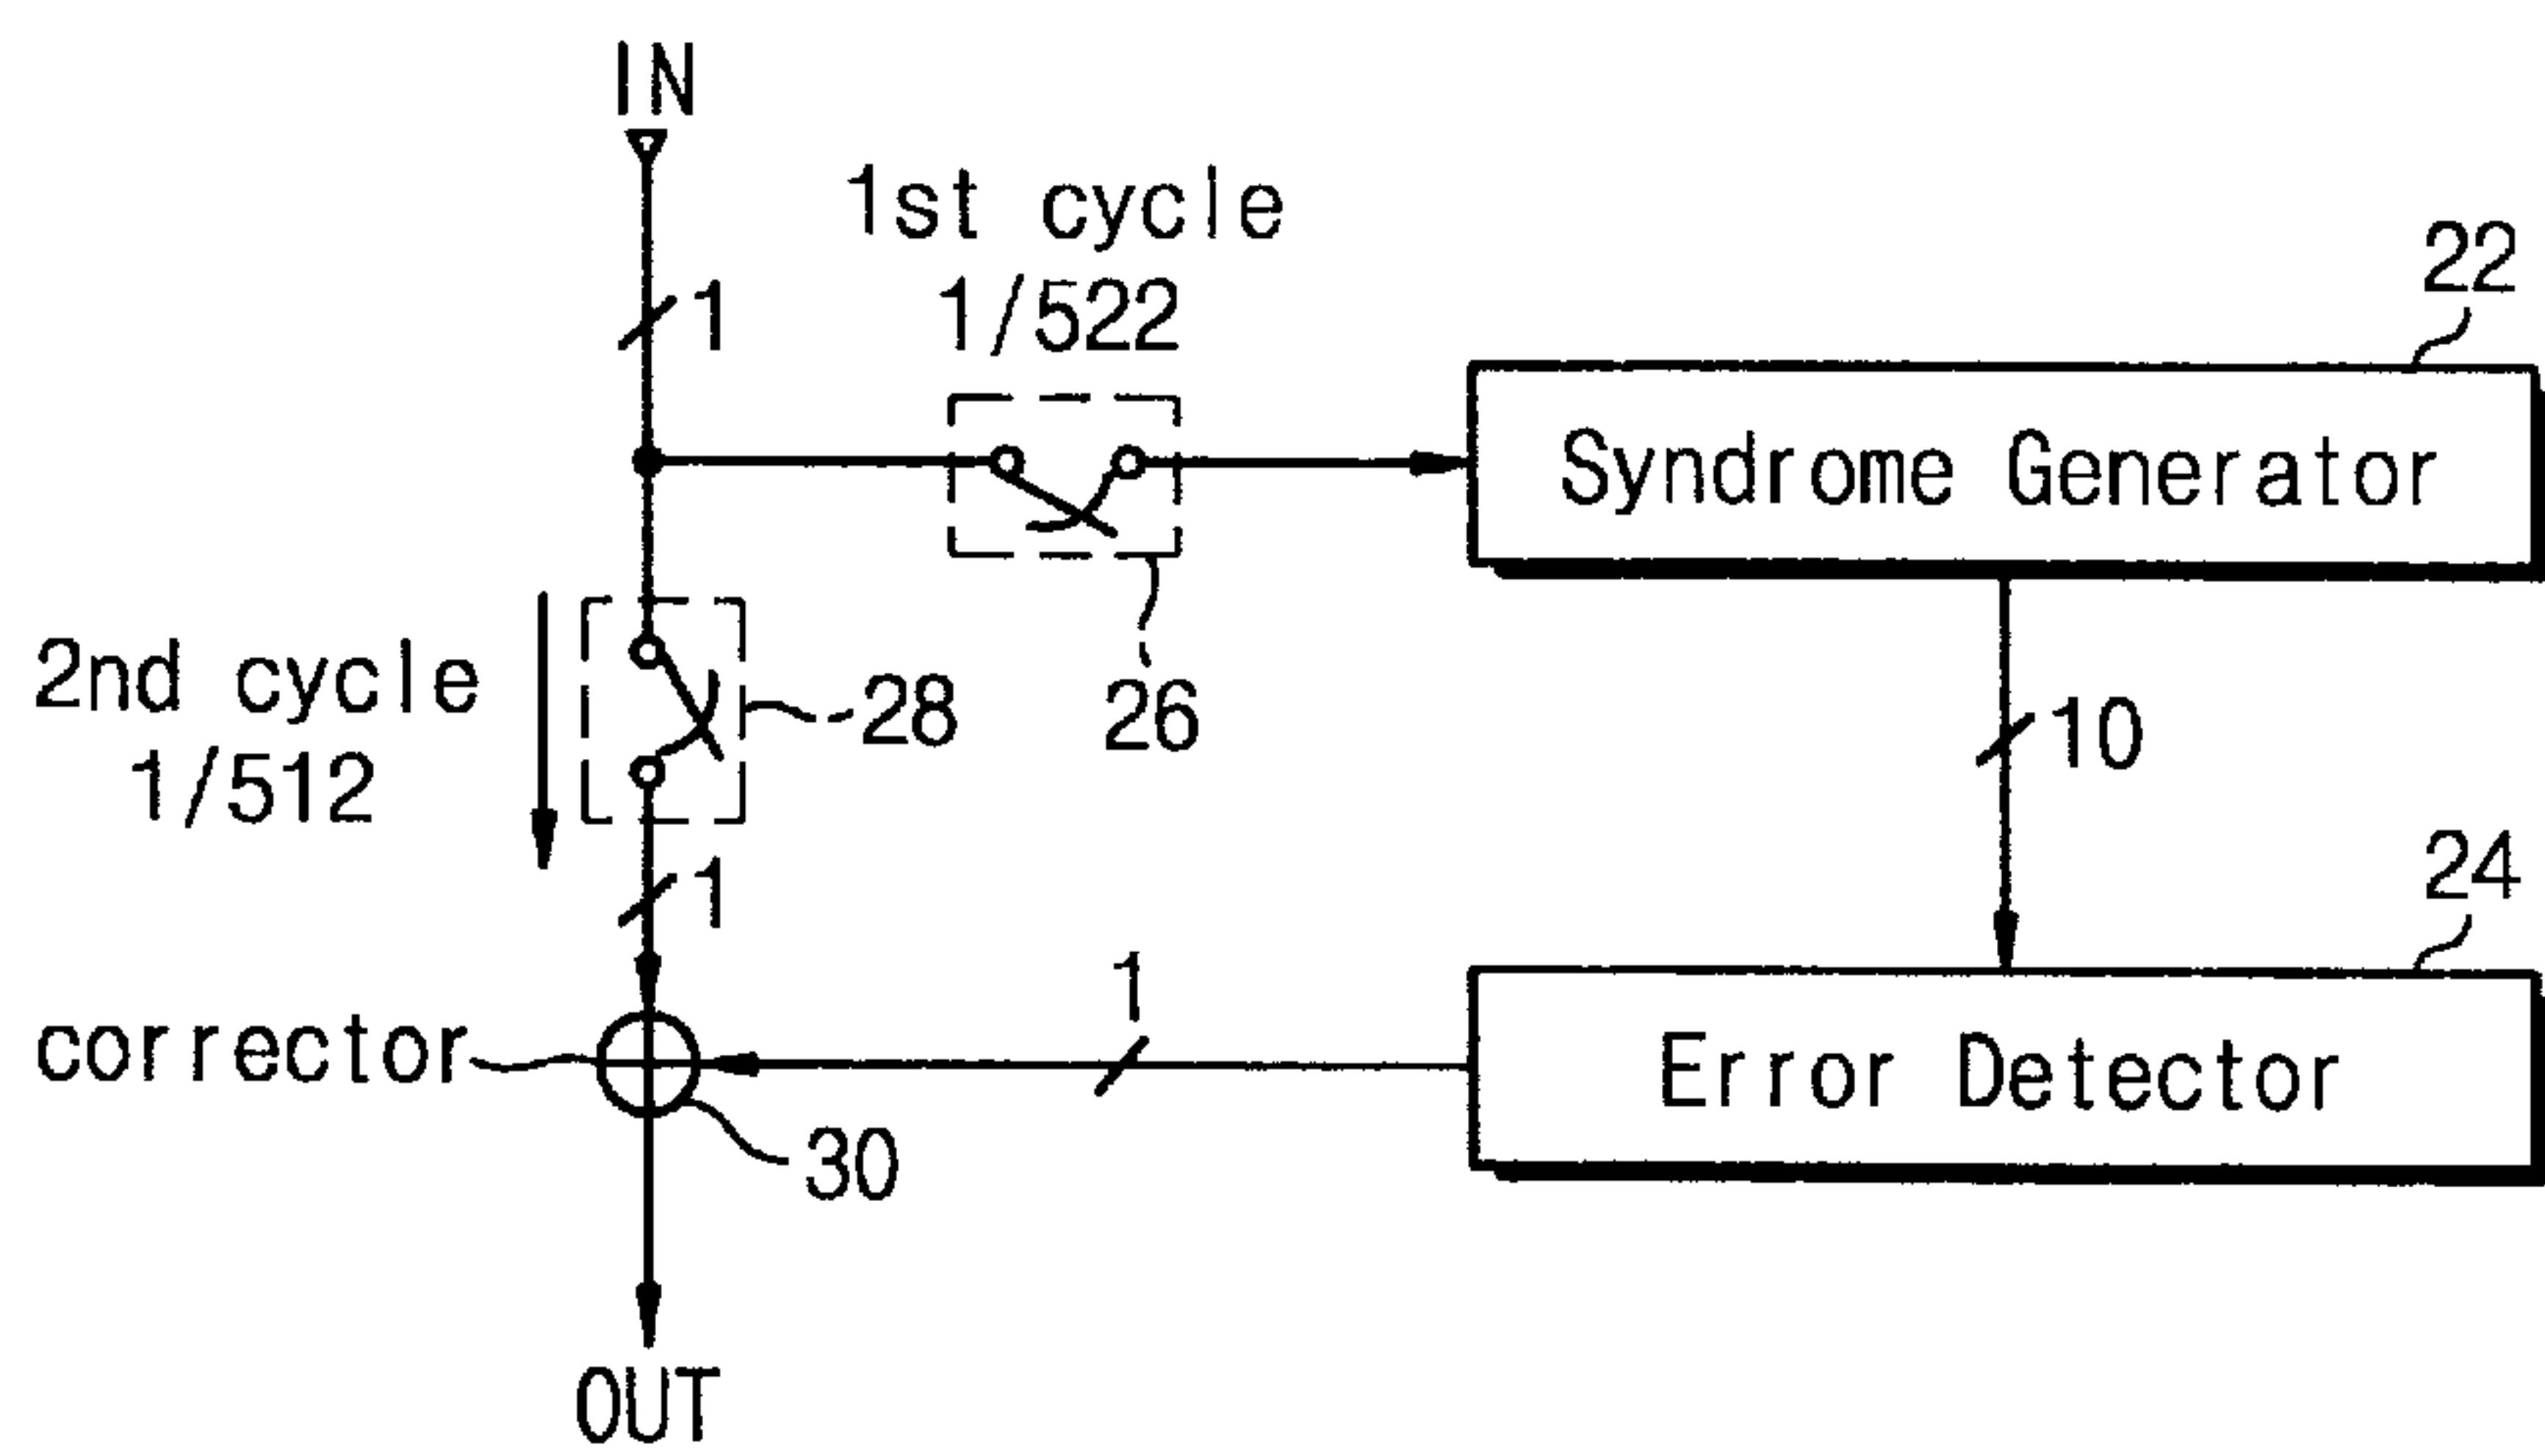 IN
1st cycle
1/522
1
22
Syndrome Generator
26
2nd cycle
1/512
28
10
1
24
corrector
1
Error Detector
30
OUT